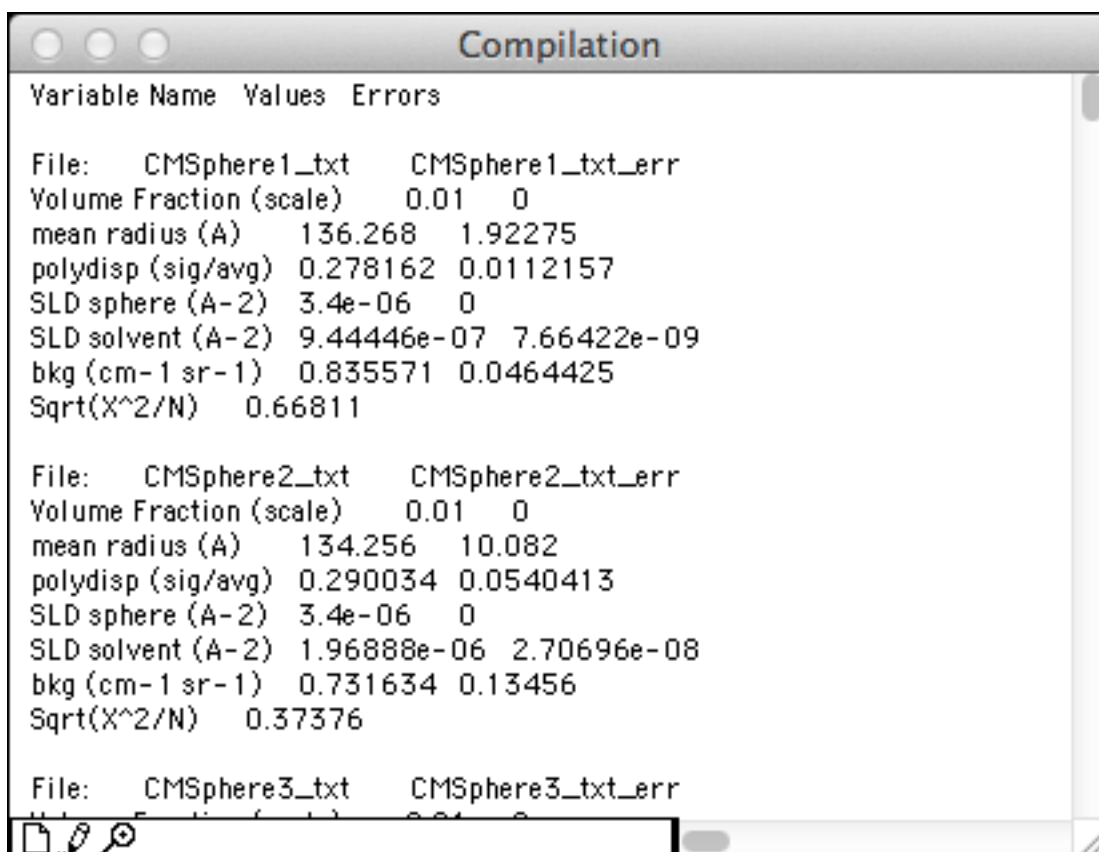 Compilation
Variable Name Values Errors
File: CMSphere1_txt CMSphere1_txt_err
Volume Fraction (scale) 0.01 0
mean radius (A) 136.268 1.92275
polydisp (sig/avg) 0.278162 0.0112157
SLD sphere (A-2) 3.4e-06 0
SLD solvent (A-2) 9.44446e-07 7.66422e-09
bkg (cm-1 sr-1) 0.835571 0.0464425
Sqrt(X^2/N) 0.66811
File: CMSphere2_txt CMSphere2_txt_err
Volume Fraction (scale) 0.01 0
mean radius (A) 134.256 10.082
polydisp (sig/avg) 0.290034 0.0540413
SLD sphere (A-2) 3.4e-06 0
SLD solvent (A-2) 1.96888e-06 2.70696e-08
bkg (cm-1 sr-1) 0.731634 0.13456
Sqrt(X^2/N) 0.37376
File: CMSphere3_txt CMSphere3_txt_err